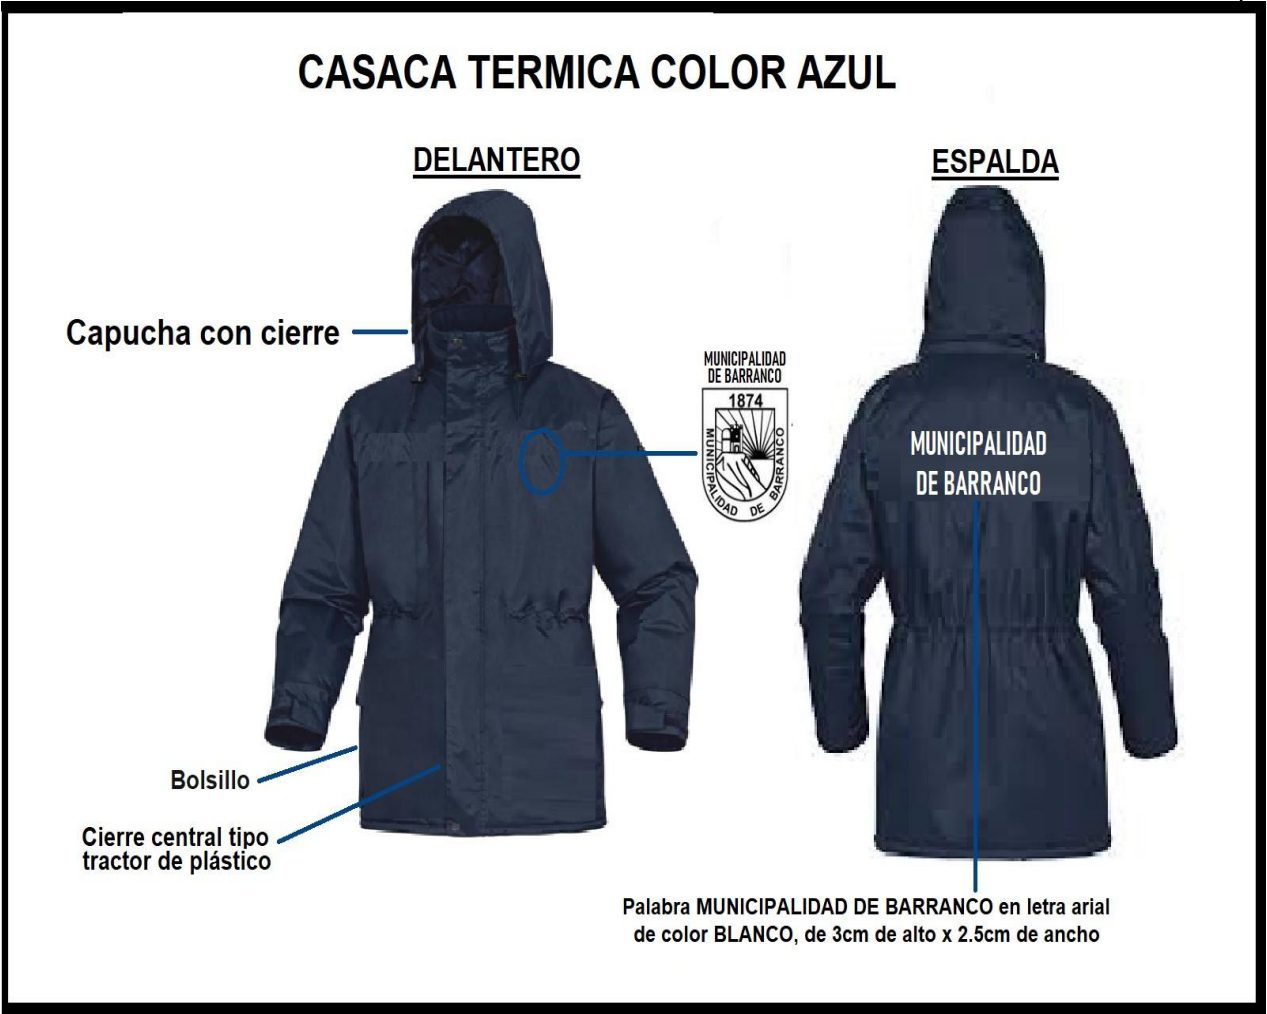 CASACA TERMICA COLOR AZUL
DELANTERO
ESPALDA
Capucha con cierre
MUNICIPALIDAD
DE BARRANCO
1874
MUNICIPALIDAD DE BARRANCO
MUNICIPALIDAD
DE BARRANCO
Bolsillo
Cierre central tipo
tractor de plástico
Palabra MUNICIPALIDAD DE BARRANCO en letra arial
de color BLANCO, de 3cm de alto x 2.5cm de ancho